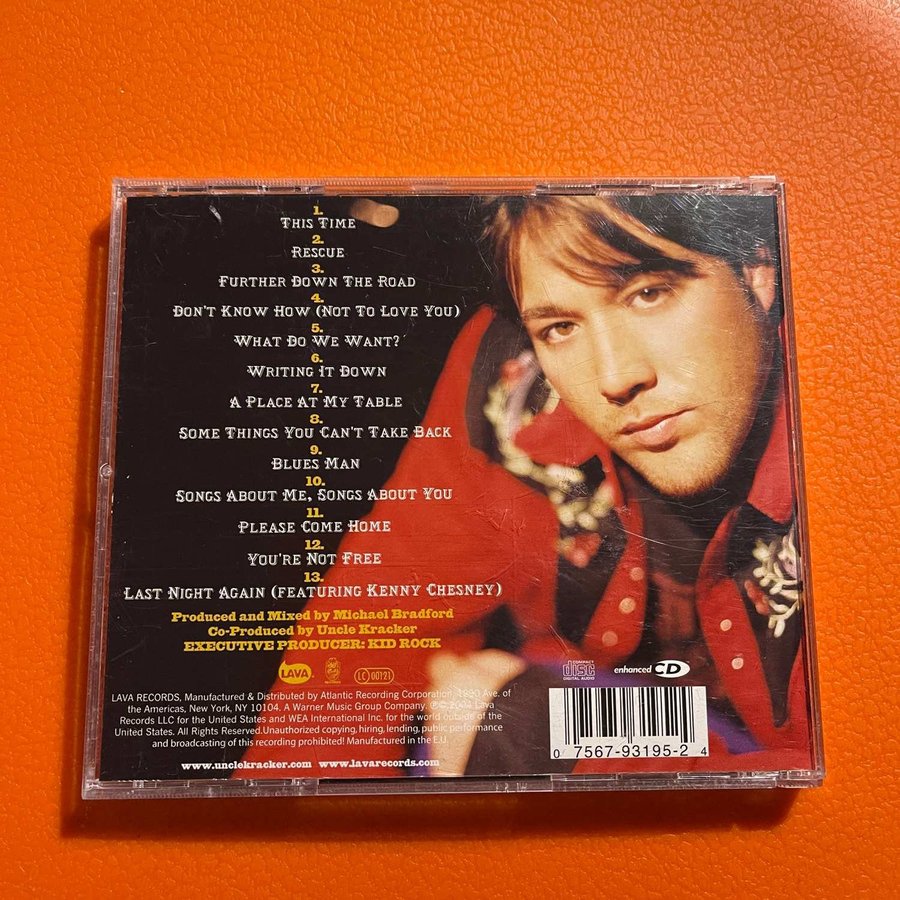 1.
This Time
2.
Rescue
3.
Further Down The Road
4.
Don't Know How (Not To Love You)
5.
What Do We Want?
6.
Writing It Down
7.
A Place At My Table
8.
Some Things You Can't Take Back
9.
Blues Man
10.
Songs About Me, Songs About You
11.
Please Come Home
12.
You're Not Free
13.
Last Night Again (featuring Kenny Chesney)
Produced and Mixed by Michael Bradford
Co-Produced by Uncle Kracker
EXECUTIVE PRODUCER: KID ROCK
LAVA
LC 00121
COMPACT
disc
DIGITAL AUDIO
enhanced CD
LAVA RECORDS, Manufactured & Distributed by Atlantic Recording Corporation, 1290 Ave. of
the Americas, New York, NY 10104. A Warner Music Group Company. ℗© 2004 Lava
Records LLC for the United States and WEA International Inc. for the world outside of the
United States. All Rights Reserved.Unauthorized copying, hiring, lending, public performance
and broadcasting of this recording prohibited! Manufactured in the E.U.
0 7567-93195-2 4
www.unclekracker.com www.lavarecords.com